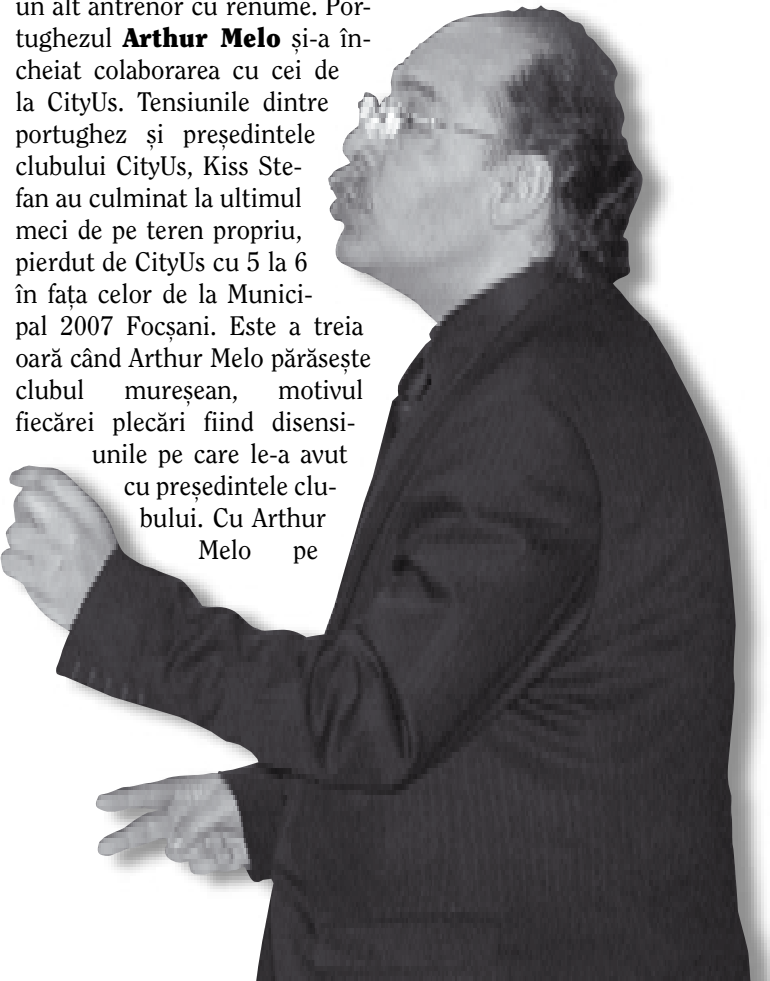 un alt antrenor cu renume. Por-
tughezul Arthur Melo și-a în-
cheiat colaborarea cu cei de
la CityUs. Tensiunile dintre
portughez și președintele
clubului CityUs, Kiss Ste-
fan au culminat la ultimul
meci de pe teren propriu,
pierdut de CityUs cu 5 la 6
în fața celor de la Munici-
pal 2007 Focșani. Este a treia
oară când Arthur Melo părăsește
clubul mureșean, motivul
fiecărei plecări fiind disensi-
unile pe care le-a avut
cu președintele clu-
bului. Cu Arthur
Melo pe